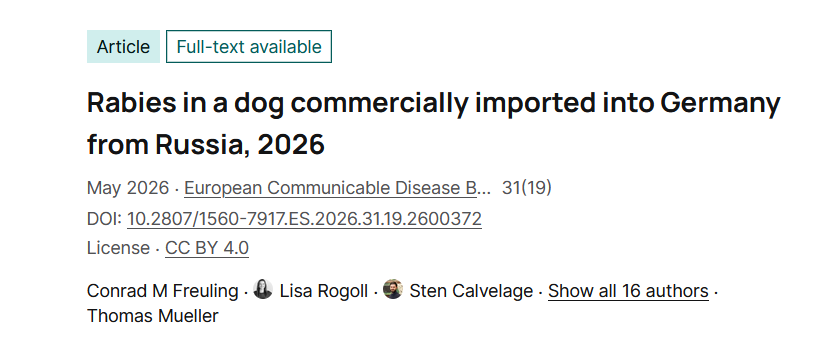 Article Full-text available
Rabies in a dog commercially imported into Germany
from Russia, 2026
May 2026 · European Communicable Disease B... 31(19)
DOI: 10.2807/1560-7917.ES.2026.31.19.2600372
License · CC BY 4.0
Conrad M Freuling · Lisa Rogoll · Sten Calvelage · Show all 16 authors ·
Thomas Mueller